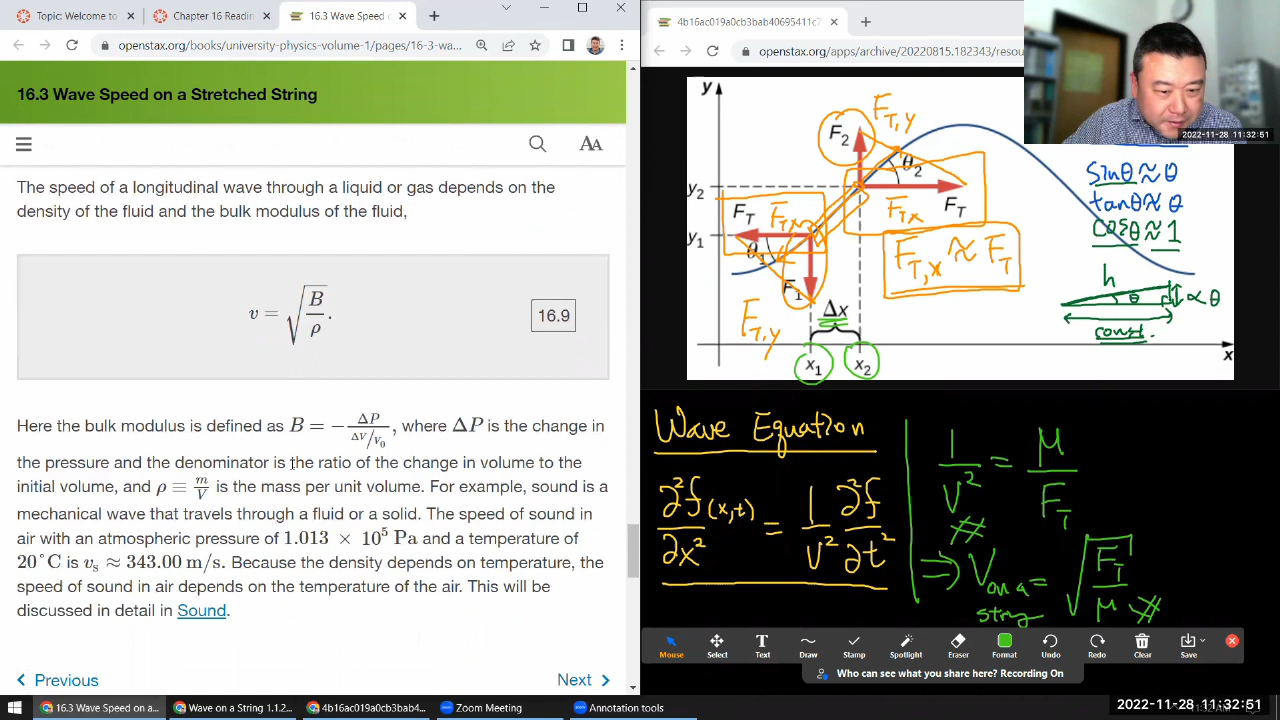 Topic Welcome to
Chapter 16 Stretched
16.3 Wave Speed on
openstax.org/books/university-physics-volume-1/pages/16-3-wa...
16.3 Wave Speed on a Stretched String
AA
The speed of a longitudinal wave through a liquid or gas depends on the
density of the fluid and the bulk modulus of the fluid,
v = √(B/ρ).
16.9
Here the bulk modulus is defined as B = −ΔP/(ΔV/V₀), where ΔP is the change in
the pressure and the denominator is the ratio of the change in volume to the
initial volume, and ρ ≡ m/V is the mass per unit volume. For example, sound is a
mechanical wave that travels through a fluid or a solid. The speed of sound in
air with an atmospheric pressure of 1.013 × 10⁵ Pa and a temperature of
20°C is vₛ ≈ 343.00 m/s. Because the density depends on temperature, the
speed of sound in air depends on the temperature of the air. This will be
discussed in detail in Sound.
Previous
Next
4b16ac019a0cb3bab40695411c7
openstax.org/apps/archive/20220815.182343/resou
2022-11-28 11:32:51
y
F₂
F_T,y
θ₂
y₂
F_T
F_Tx
F_Tx
F_T
y₁
θ₁
F_T,x ≈ F_T
F₁
F_T,y
Δx
x₁
x₂
x
sinθ ≈ θ
tanθ ≈ θ
cosθ ≈ 1
h
θ
∝ θ
const.
Wave Equation
∂²f(x,t)/∂x² = 1/v² ∂²f/∂t²
1/v² = μ/F_T
⇒ V on a string = √(F_T/μ)
Mouse
Select
Text
Draw
Stamp
Spotlight
Eraser
Format
Undo
Redo
Clear
Save
Who can see what you share here? Recording On
16.3 Wave Speed on a...
Wave on a String 1.1.2...
4b16ac019a0cb3bab4...
Zoom Meeting
Annotation tools
2022-11-28 11:32:51